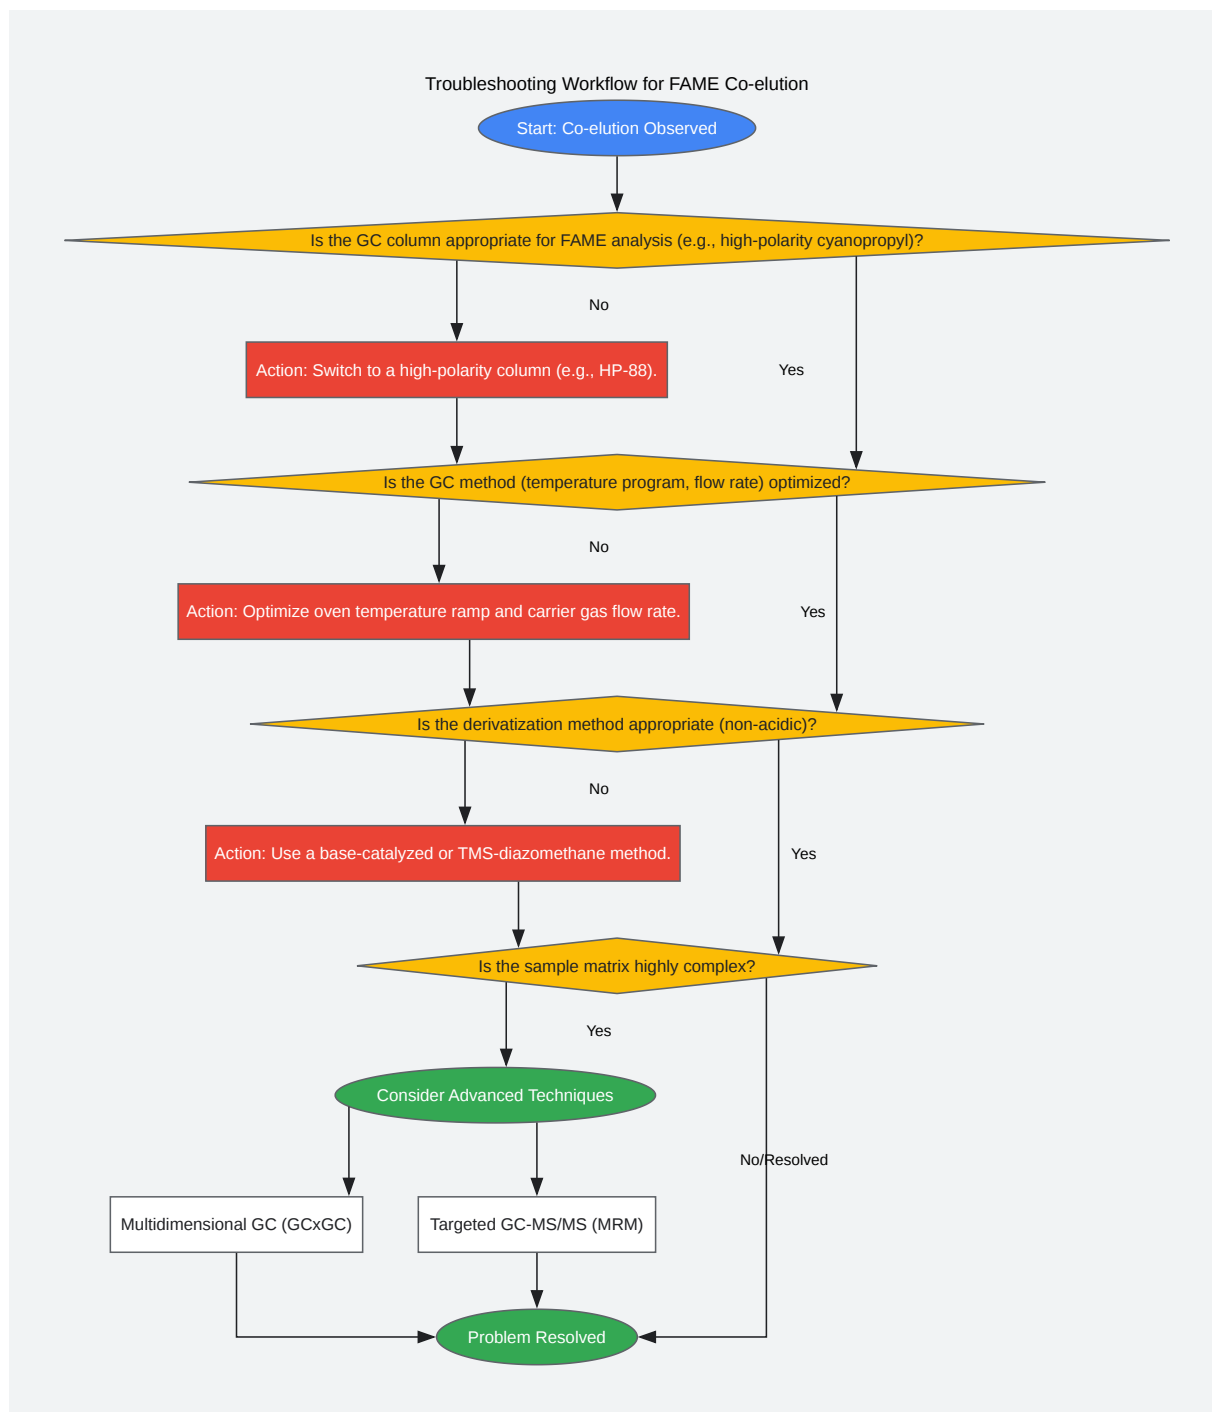 Troubleshooting Workflow for FAME Co-elution
Start: Co-elution Observed
Is the GC column appropriate for FAME analysis (e.g., high-polarity cyanopropyl)?
No
Action: Switch to a high-polarity column (e.g., HP-88).
Yes
Is the GC method (temperature program, flow rate) optimized?
No
Action: Optimize oven temperature ramp and carrier gas flow rate.
Yes
Is the derivatization method appropriate (non-acidic)?
No
Action: Use a base-catalyzed or TMS-diazomethane method.
Yes
Is the sample matrix highly complex?
Yes
Consider Advanced Techniques
No/Resolved
Multidimensional GC (GCxGC)
Targeted GC-MS/MS (MRM)
Problem Resolved